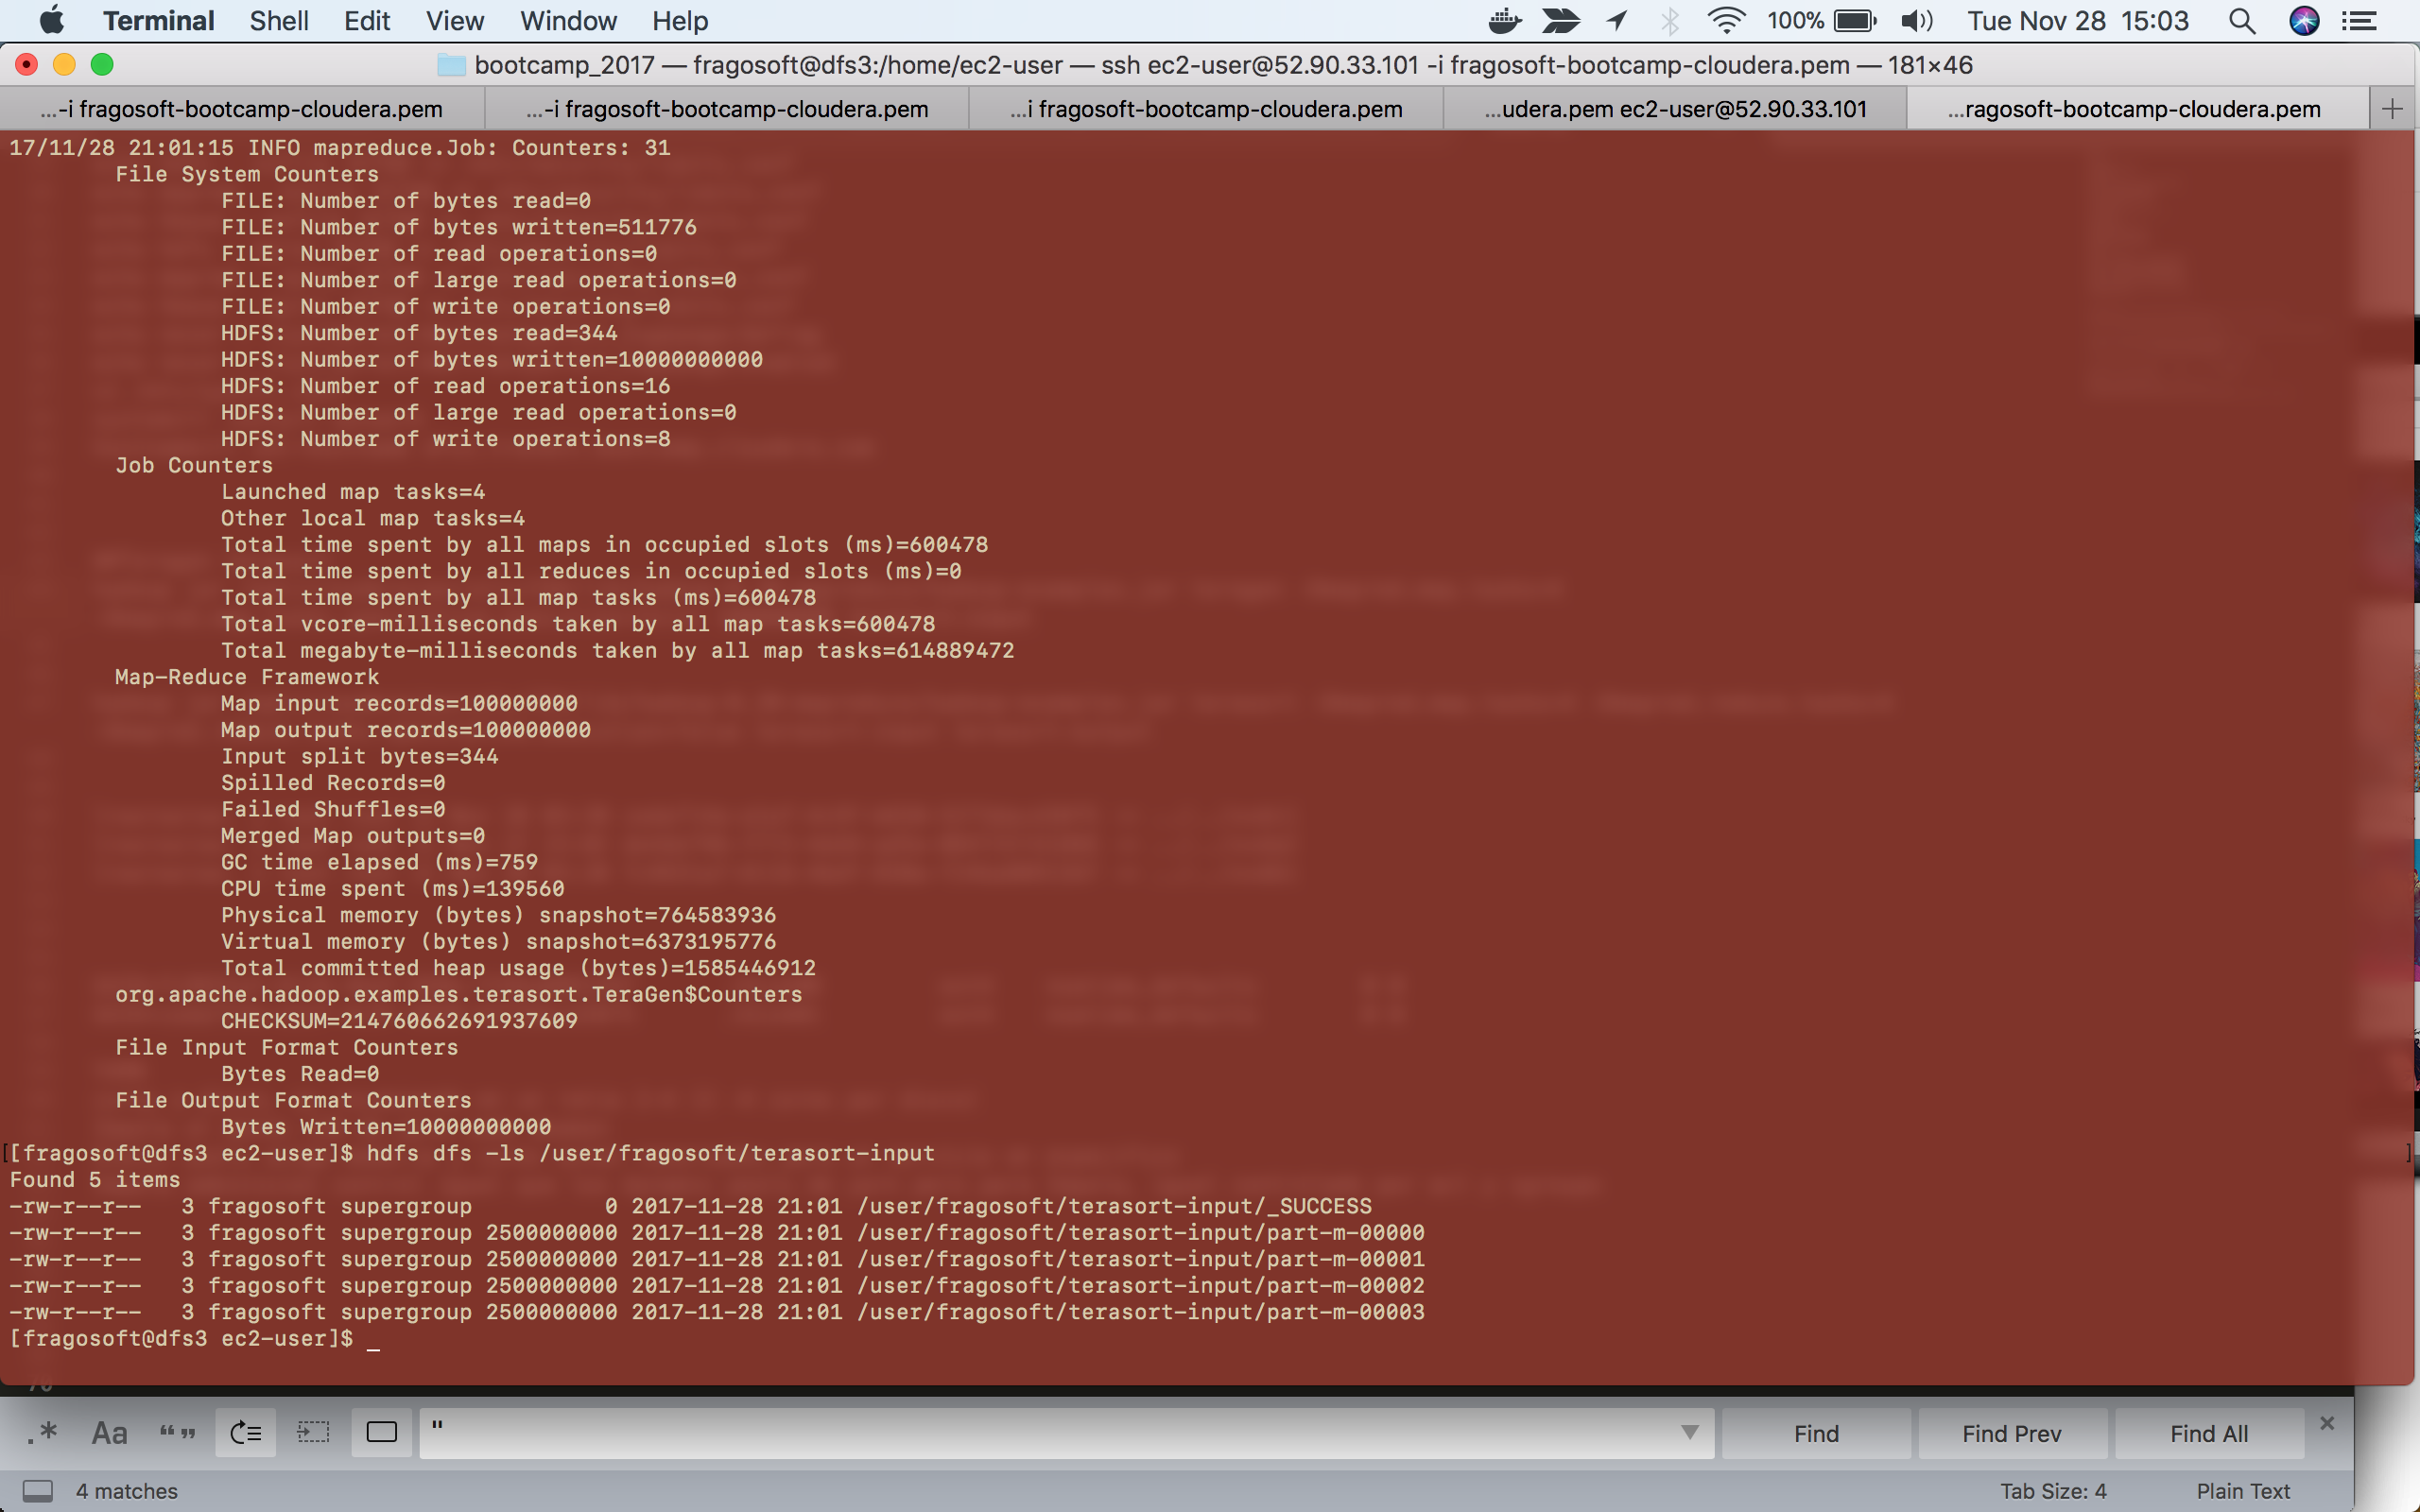 Terminal Shell Edit View Window Help 100% Tue Nov 28 15:03
bootcamp_2017 — fragosoft@dfs3:/home/ec2-user — ssh ec2-user@52.90.33.101 -i fragosoft-bootcamp-cloudera.pem — 181×46
...-i fragosoft-bootcamp-cloudera.pem ...-i fragosoft-bootcamp-cloudera.pem ...i fragosoft-bootcamp-cloudera.pem ...udera.pem ec2-user@52.90.33.101 ...ragosoft-bootcamp-cloudera.pem +
17/11/28 21:01:15 INFO mapreduce.Job: Counters: 31
File System Counters
FILE: Number of bytes read=0
FILE: Number of bytes written=511776
FILE: Number of read operations=0
FILE: Number of large read operations=0
FILE: Number of write operations=0
HDFS: Number of bytes read=344
HDFS: Number of bytes written=10000000000
HDFS: Number of read operations=16
HDFS: Number of large read operations=0
HDFS: Number of write operations=8
Job Counters
Launched map tasks=4
Other local map tasks=4
Total time spent by all maps in occupied slots (ms)=600478
Total time spent by all reduces in occupied slots (ms)=0
Total time spent by all map tasks (ms)=600478
Total vcore-milliseconds taken by all map tasks=600478
Total megabyte-milliseconds taken by all map tasks=614889472
Map-Reduce Framework
Map input records=100000000
Map output records=100000000
Input split bytes=344
Spilled Records=0
Failed Shuffles=0
Merged Map outputs=0
GC time elapsed (ms)=759
CPU time spent (ms)=139560
Physical memory (bytes) snapshot=764583936
Virtual memory (bytes) snapshot=6373195776
Total committed heap usage (bytes)=1585446912
org.apache.hadoop.examples.terasort.TeraGen$Counters
CHECKSUM=214760662691937609
File Input Format Counters
Bytes Read=0
File Output Format Counters
Bytes Written=10000000000
[[fragosoft@dfs3 ec2-user]$ hdfs dfs -ls /user/fragosoft/terasort-input ]
Found 5 items
-rw-r--r-- 3 fragosoft supergroup 0 2017-11-28 21:01 /user/fragosoft/terasort-input/_SUCCESS
-rw-r--r-- 3 fragosoft supergroup 2500000000 2017-11-28 21:01 /user/fragosoft/terasort-input/part-m-00000
-rw-r--r-- 3 fragosoft supergroup 2500000000 2017-11-28 21:01 /user/fragosoft/terasort-input/part-m-00001
-rw-r--r-- 3 fragosoft supergroup 2500000000 2017-11-28 21:01 /user/fragosoft/terasort-input/part-m-00002
-rw-r--r-- 3 fragosoft supergroup 2500000000 2017-11-28 21:01 /user/fragosoft/terasort-input/part-m-00003
[fragosoft@dfs3 ec2-user]$ _
.* Aa “” " Find Find Prev Find All ×
4 matches Tab Size: 4 Plain Text